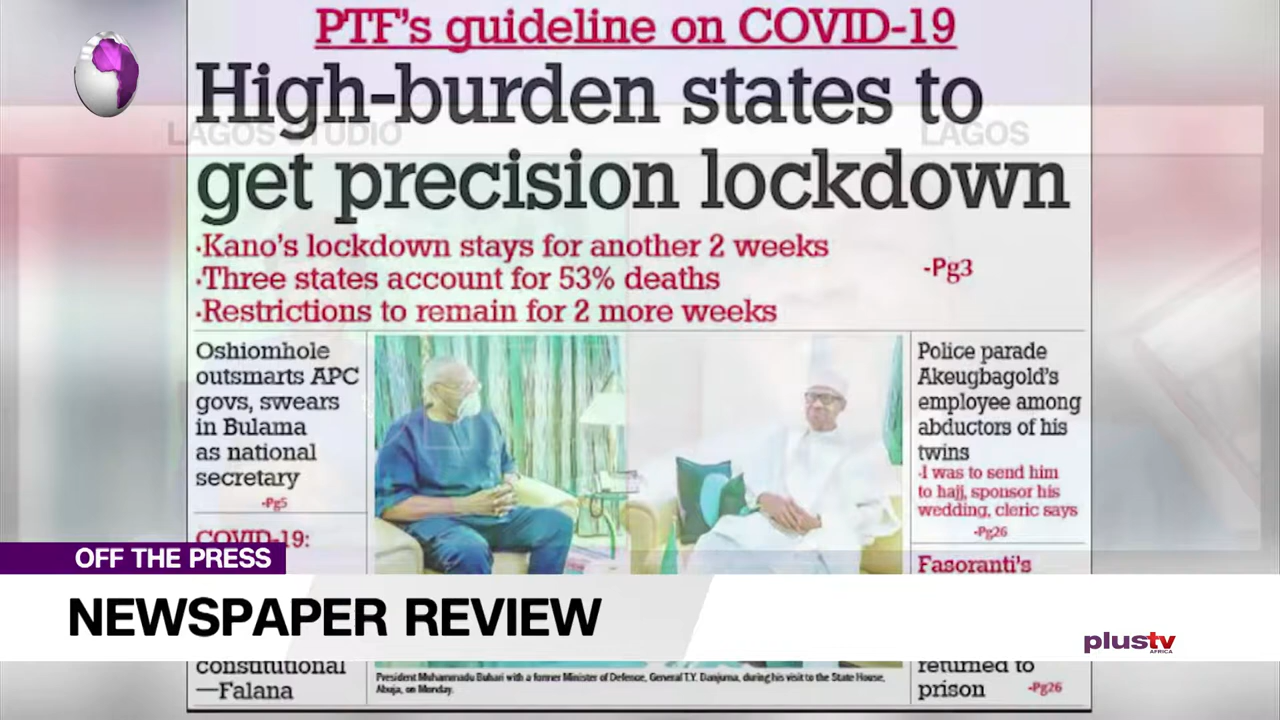 PTF's guideline on COVID-19
High-burden states to
get precision lockdown
LAGOS STUDIO
LAGOS
·Kano's lockdown stays for another 2 weeks
·Three states account for 53% deaths
·Restrictions to remain for 2 more weeks
-Pg3
Oshiomhole
outsmarts APC
govs, swears
in Bulama
as national
secretary
-Pg5
COVID-19:
constitutional
—Falana
Police parade
Akeugbagold's
employee among
abductors of his
twins
·I was to send him
to hajj, sponsor his
wedding, cleric says
-Pg26
Fasoranti's
returned to
prison
-Pg26
President Muhammadu Buhari with a former Minister of Defence, General T.Y. Danjuma, during his visit to the State House,
Abuja, on Monday.
OFF THE PRESS
NEWSPAPER REVIEW
plustv
AFRICA